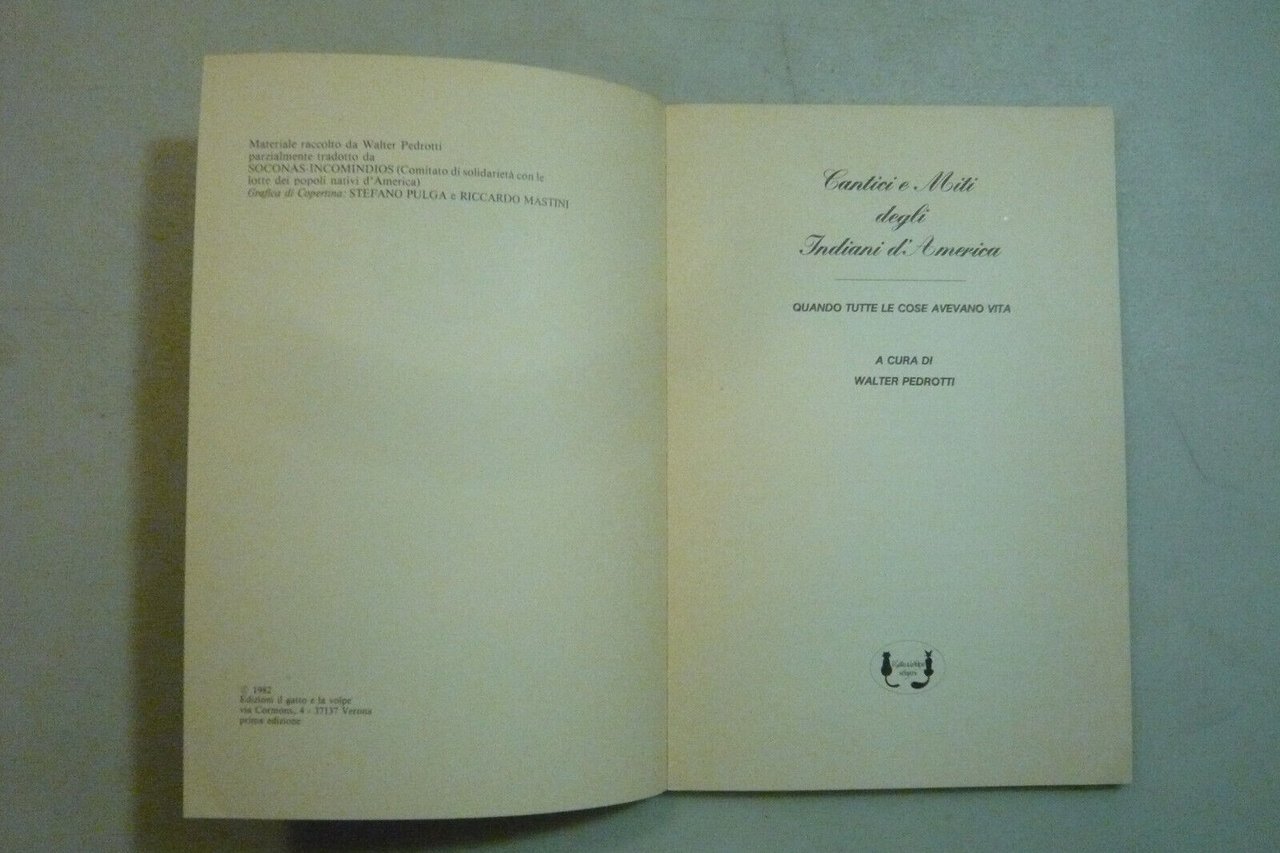 Materiale raccolto da Walter Pedrotti
parzialmente tradotto da
SOCONAS-INCOMINDIOS (Comitato di solidarietà con le
lotte dei popoli nativi d'America)
Grafica di Copertina: STEFANO PULGA e RICCARDO MASTINI
© 1982
Edizioni il gatto e la volpe
via Cormons, 4 - 37137 Verona
prima edizione
Cantici e Miti
degli
Indiani d'America
QUANDO TUTTE LE COSE AVEVANO VITA
A CURA DI
WALTER PEDROTTI